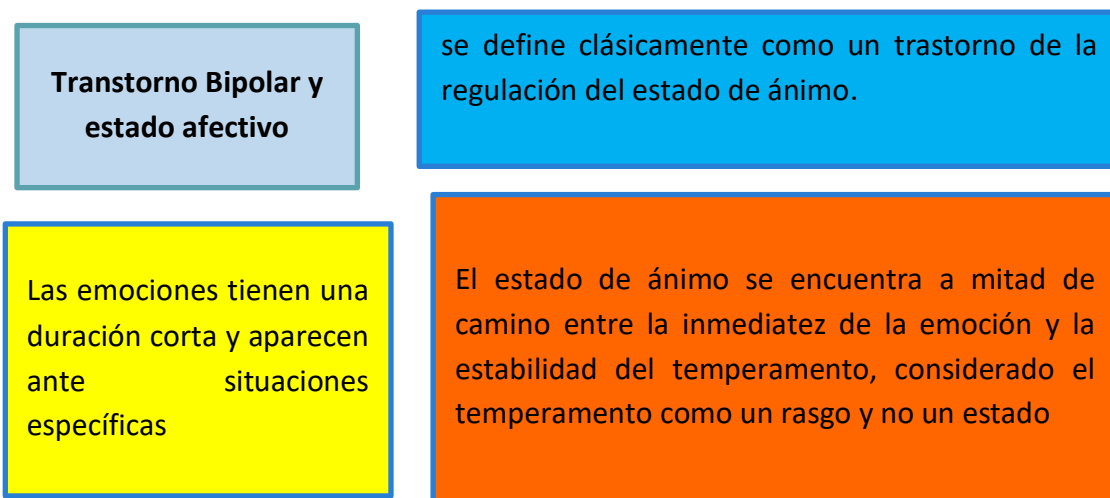 Transtorno Bipolar y
estado afectivo
se define clásicamente como un trastorno de la
regulación del estado de ánimo.
Las emociones tienen una
duración corta y aparecen
ante situaciones
específicas
El estado de ánimo se encuentra a mitad de
camino entre la inmediatez de la emoción y la
estabilidad del temperamento, considerado el
temperamento como un rasgo y no un estado